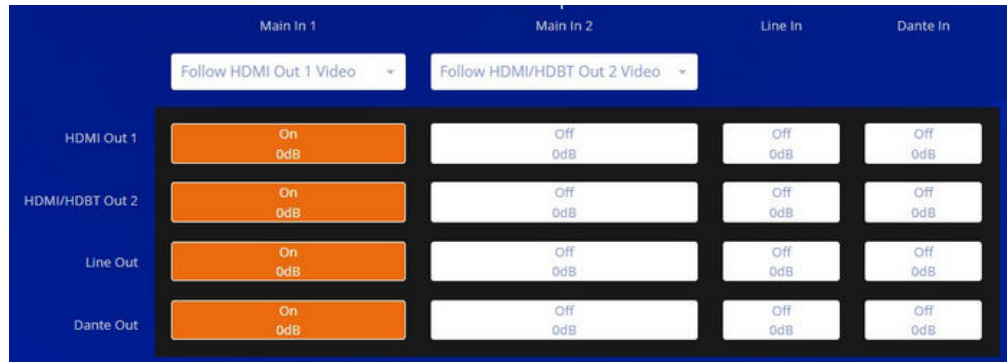 Main In 1 Main In 2 Line In Dante In
Follow HDMI Out 1 Video Follow HDMI/HDBT Out 2 Video
HDMI Out 1 On Off Off Off
0dB 0dB 0dB 0dB
HDMI/HDBT Out 2 On Off Off Off
0dB 0dB 0dB 0dB
Line Out On Off Off Off
0dB 0dB 0dB 0dB
Dante Out On Off Off Off
0dB 0dB 0dB 0dB